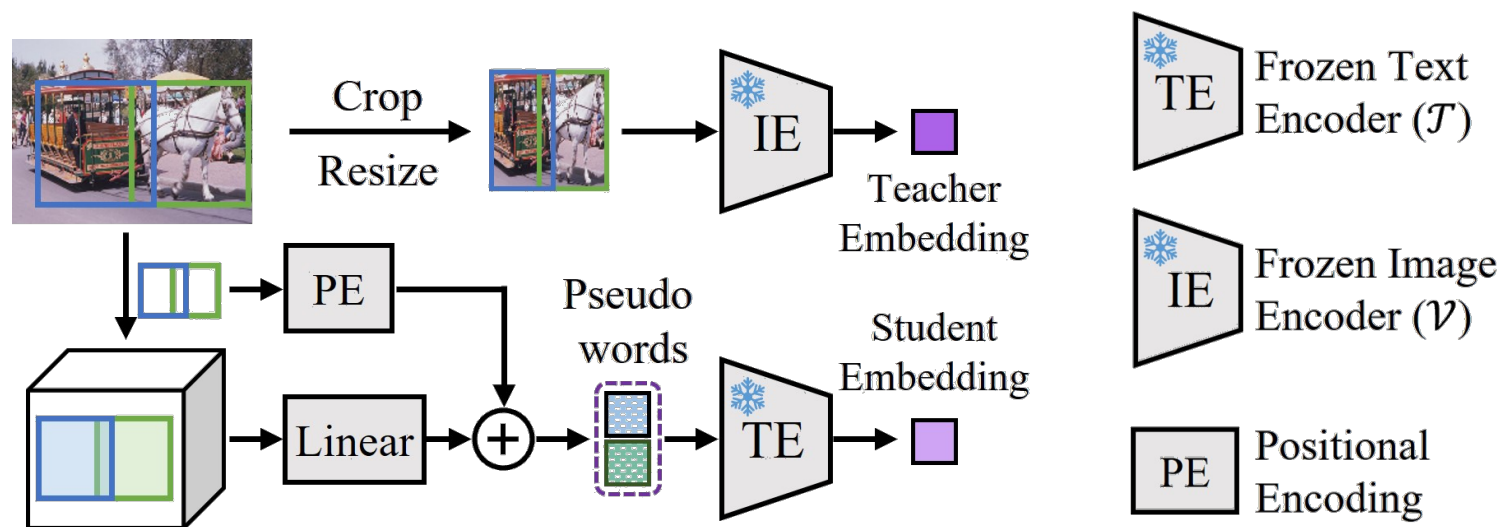 Crop
Resize
IE
Teacher
Embedding
PE
Linear
+
Pseudo
words
TE
Student
Embedding
TE
Frozen Text
Encoder (𝒯)
IE
Frozen Image
Encoder (𝒱)
PE
Positional
Encoding